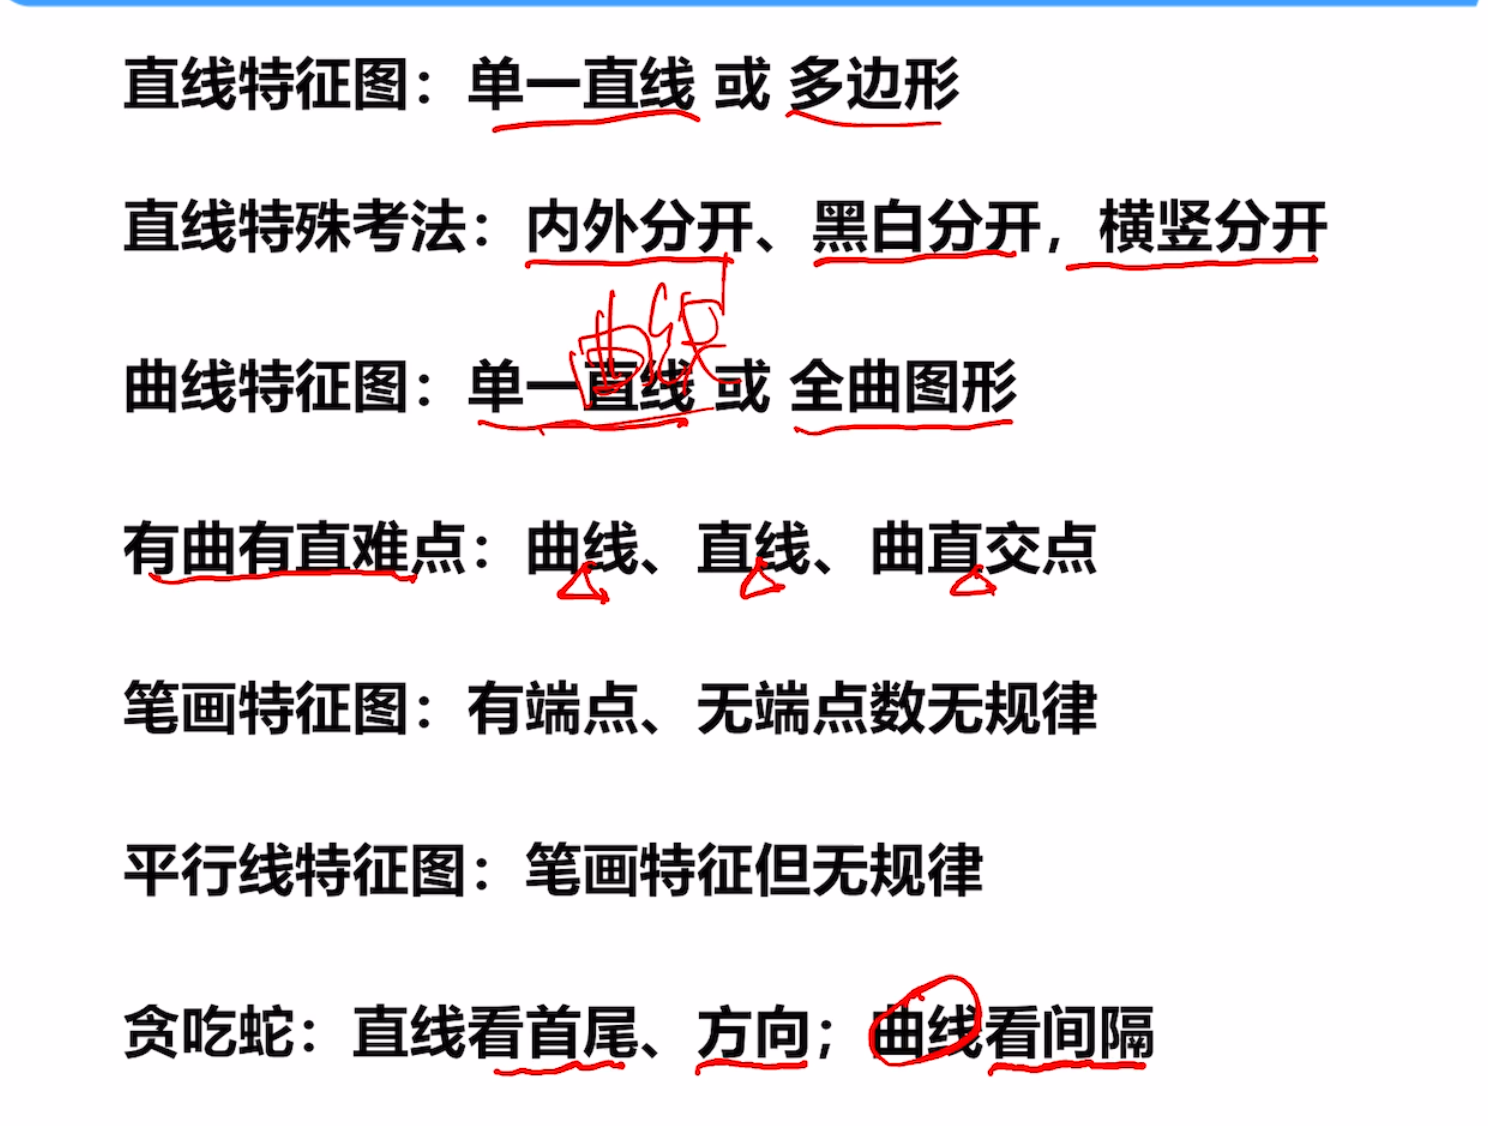 直线特征图：单一直线 或 多边形
直线特殊考法：内外分开、黑白分开，横竖分开
曲线
曲线特征图：单一直线 或 全曲图形
有曲有直难点：曲线、直线、曲直交点
笔画特征图：有端点、无端点数无规律
平行线特征图：笔画特征但无规律
贪吃蛇：直线看首尾、方向；曲线看间隔